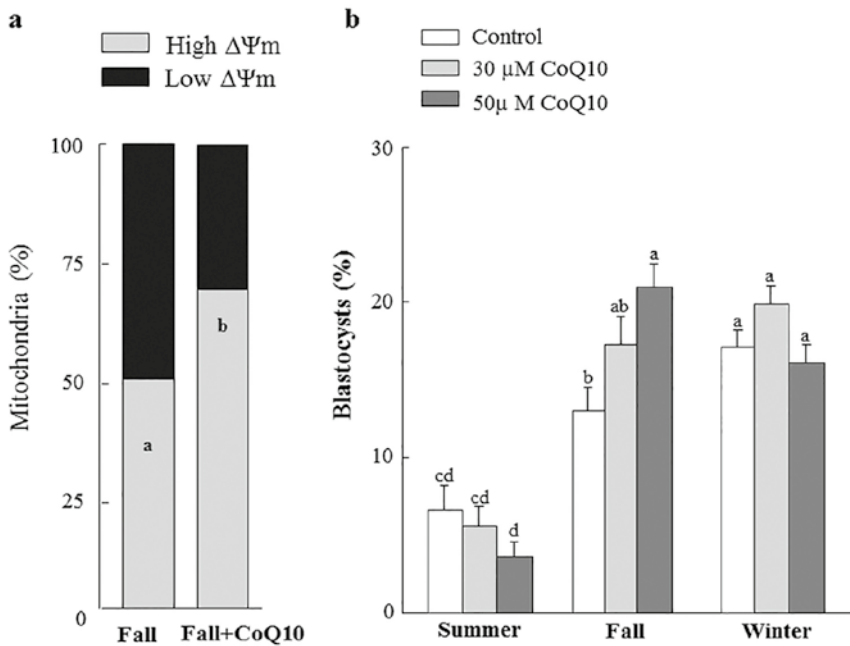 a
High ΔΨm
Low ΔΨm
Mitochondria (%)
100
75
50
25
0
a
b
Fall
Fall+CoQ10
b
Control
30 μM CoQ10
50μ M CoQ10
Blastocysts (%)
30
20
10
0
cd
cd
d
b
ab
a
a
a
a
Summer
Fall
Winter